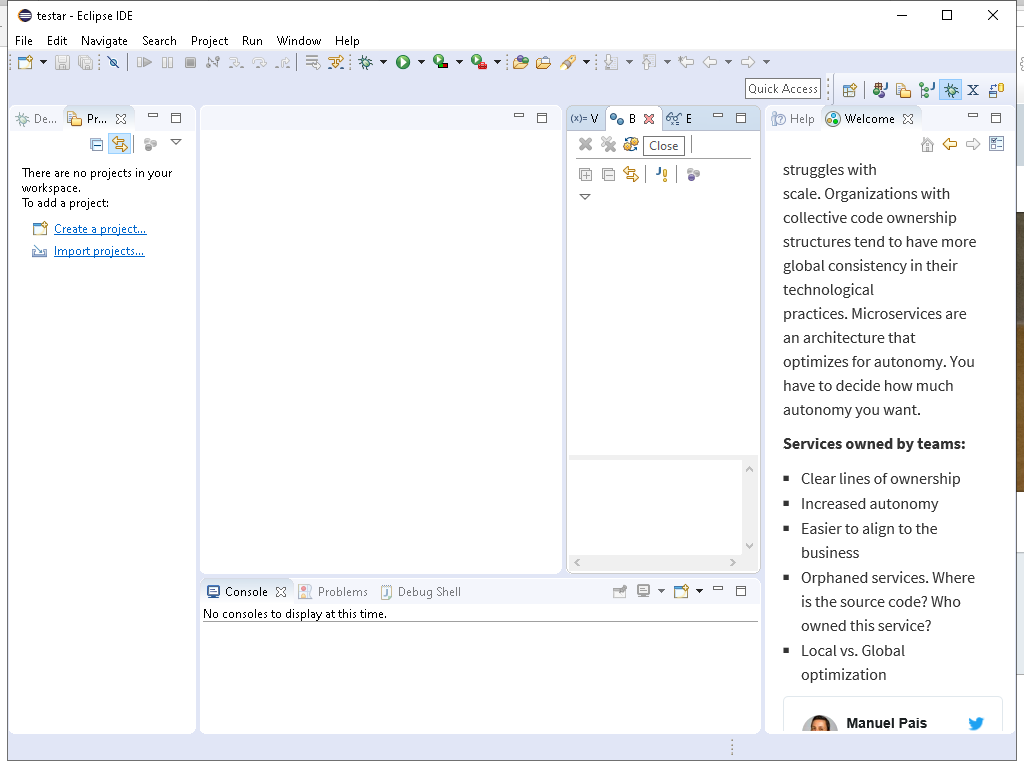 testar - Eclipse IDE
File Edit Navigate Search Project Run Window Help
Quick Access
De... Pr...
(x)= V B E
Help Welcome
Close
There are no projects in your
workspace.
To add a project:
Create a project...
Import projects...
struggles with
scale. Organizations with
collective code ownership
structures tend to have more
global consistency in their
technological
practices. Microservices are
an architecture that
optimizes for autonomy. You
have to decide how much
autonomy you want.
Services owned by teams:
Clear lines of ownership
Increased autonomy
Easier to align to the
business
Orphaned services. Where
is the source code? Who
owned this service?
Local vs. Global
optimization
Manuel Pais
Console Problems Debug Shell
No consoles to display at this time.